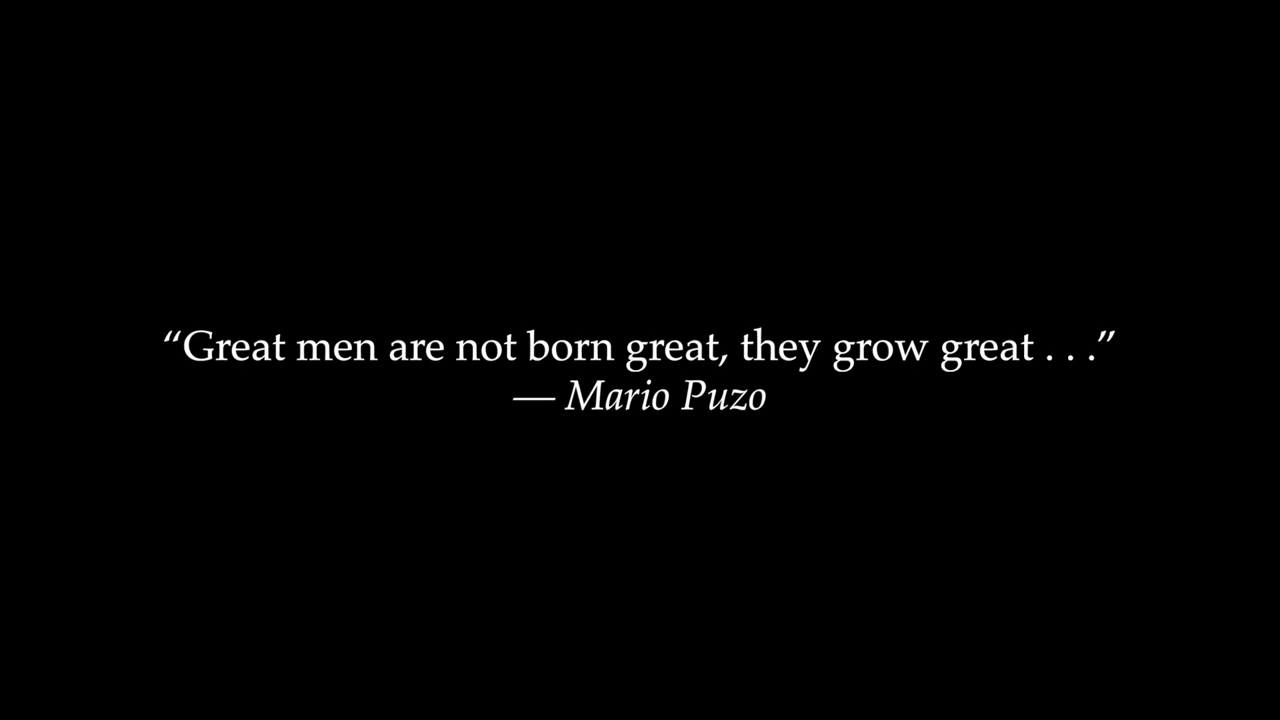 “Great men are not born great, they grow great . . .”
— Mario Puzo